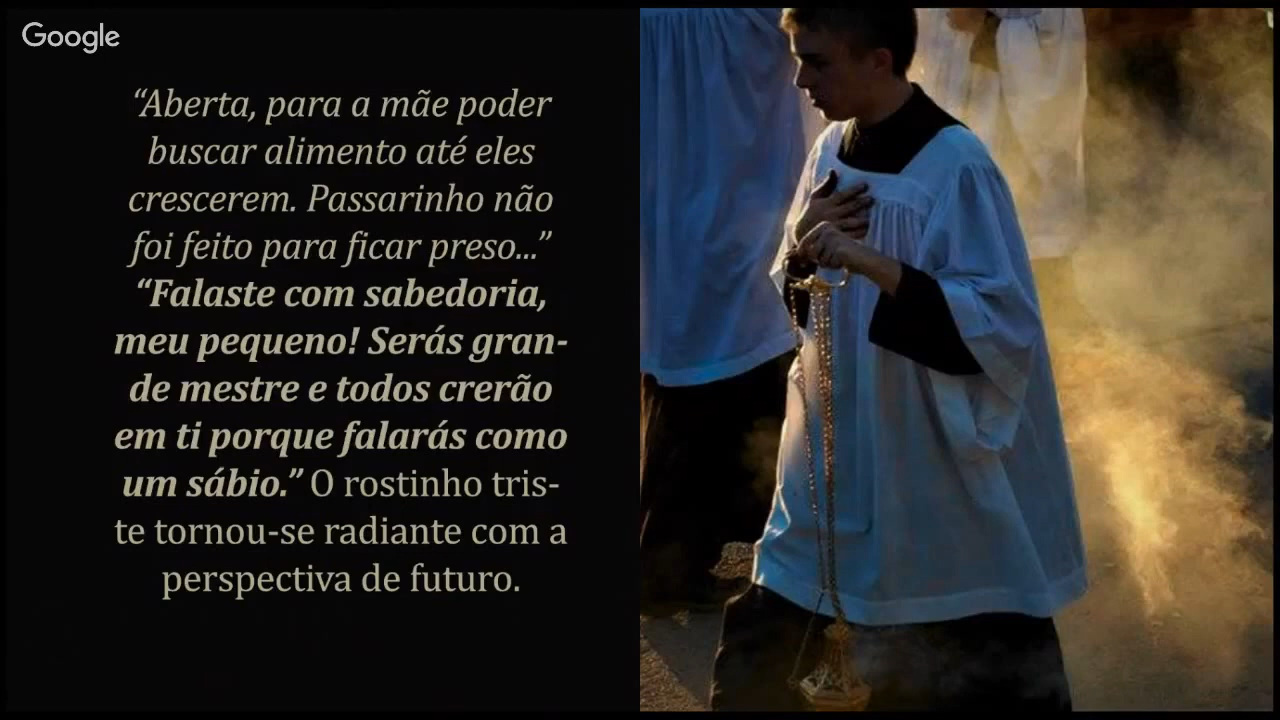 Google
“Aberta, para a mãe poder
buscar alimento até eles
crescerem. Passarinho não
foi feito para ficar preso...”
“Falaste com sabedoria,
meu pequeno! Serás gran-
de mestre e todos crerão
em ti porque falarás como
um sábio.” O rostinho tris-
te tornou-se radiante com a
perspectiva de futuro.